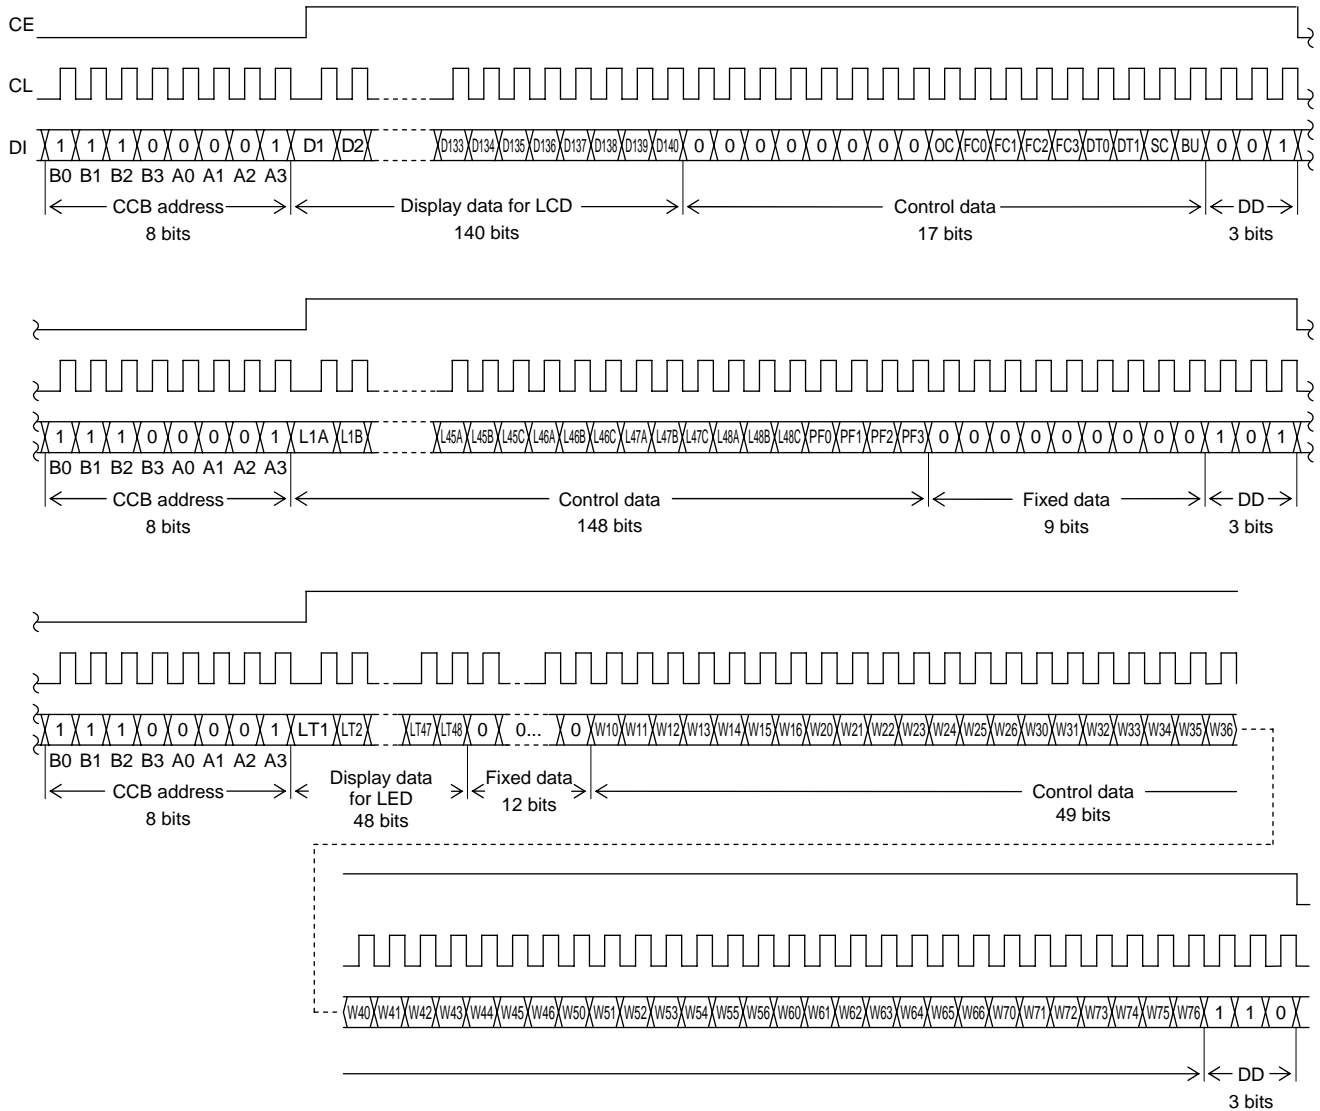 CE
CL
DI 1 1 1 0 0 0 0 1 D1 D2 D133 D134 D135 D136 D137 D138 D139 D140 0 0 0 0 0 0 0 0 OC FC0 FC1 FC2 FC3 DT0 DT1 SC BU 0 0 1
B0 B1 B2 B3 A0 A1 A2 A3
CCB address Display data for LCD Control data DD
8 bits 140 bits 17 bits 3 bits
1 1 1 0 0 0 0 1 L1A L1B L45A L45B L45C L46A L46B L46C L47A L47B L47C L48A L48B L48C PF0 PF1 PF2 PF3 0 0 0 0 0 0 0 0 0 1 0 1
B0 B1 B2 B3 A0 A1 A2 A3
CCB address Control data Fixed data DD
8 bits 148 bits 9 bits 3 bits
1 1 1 0 0 0 0 1 LT1 LT2 LT47 LT48 0 0... 0 W10 W11 W12 W13 W14 W15 W16 W20 W21 W22 W23 W24 W25 W26 W30 W31 W32 W33 W34 W35 W36
B0 B1 B2 B3 A0 A1 A2 A3
CCB address Display data Fixed data Control data
8 bits for LED 12 bits 49 bits
48 bits
W40 W41 W42 W43 W44 W45 W46 W50 W51 W52 W53 W54 W55 W56 W60 W61 W62 W63 W64 W65 W66 W70 W71 W72 W73 W74 W75 W76 1 1 0
DD
3 bits